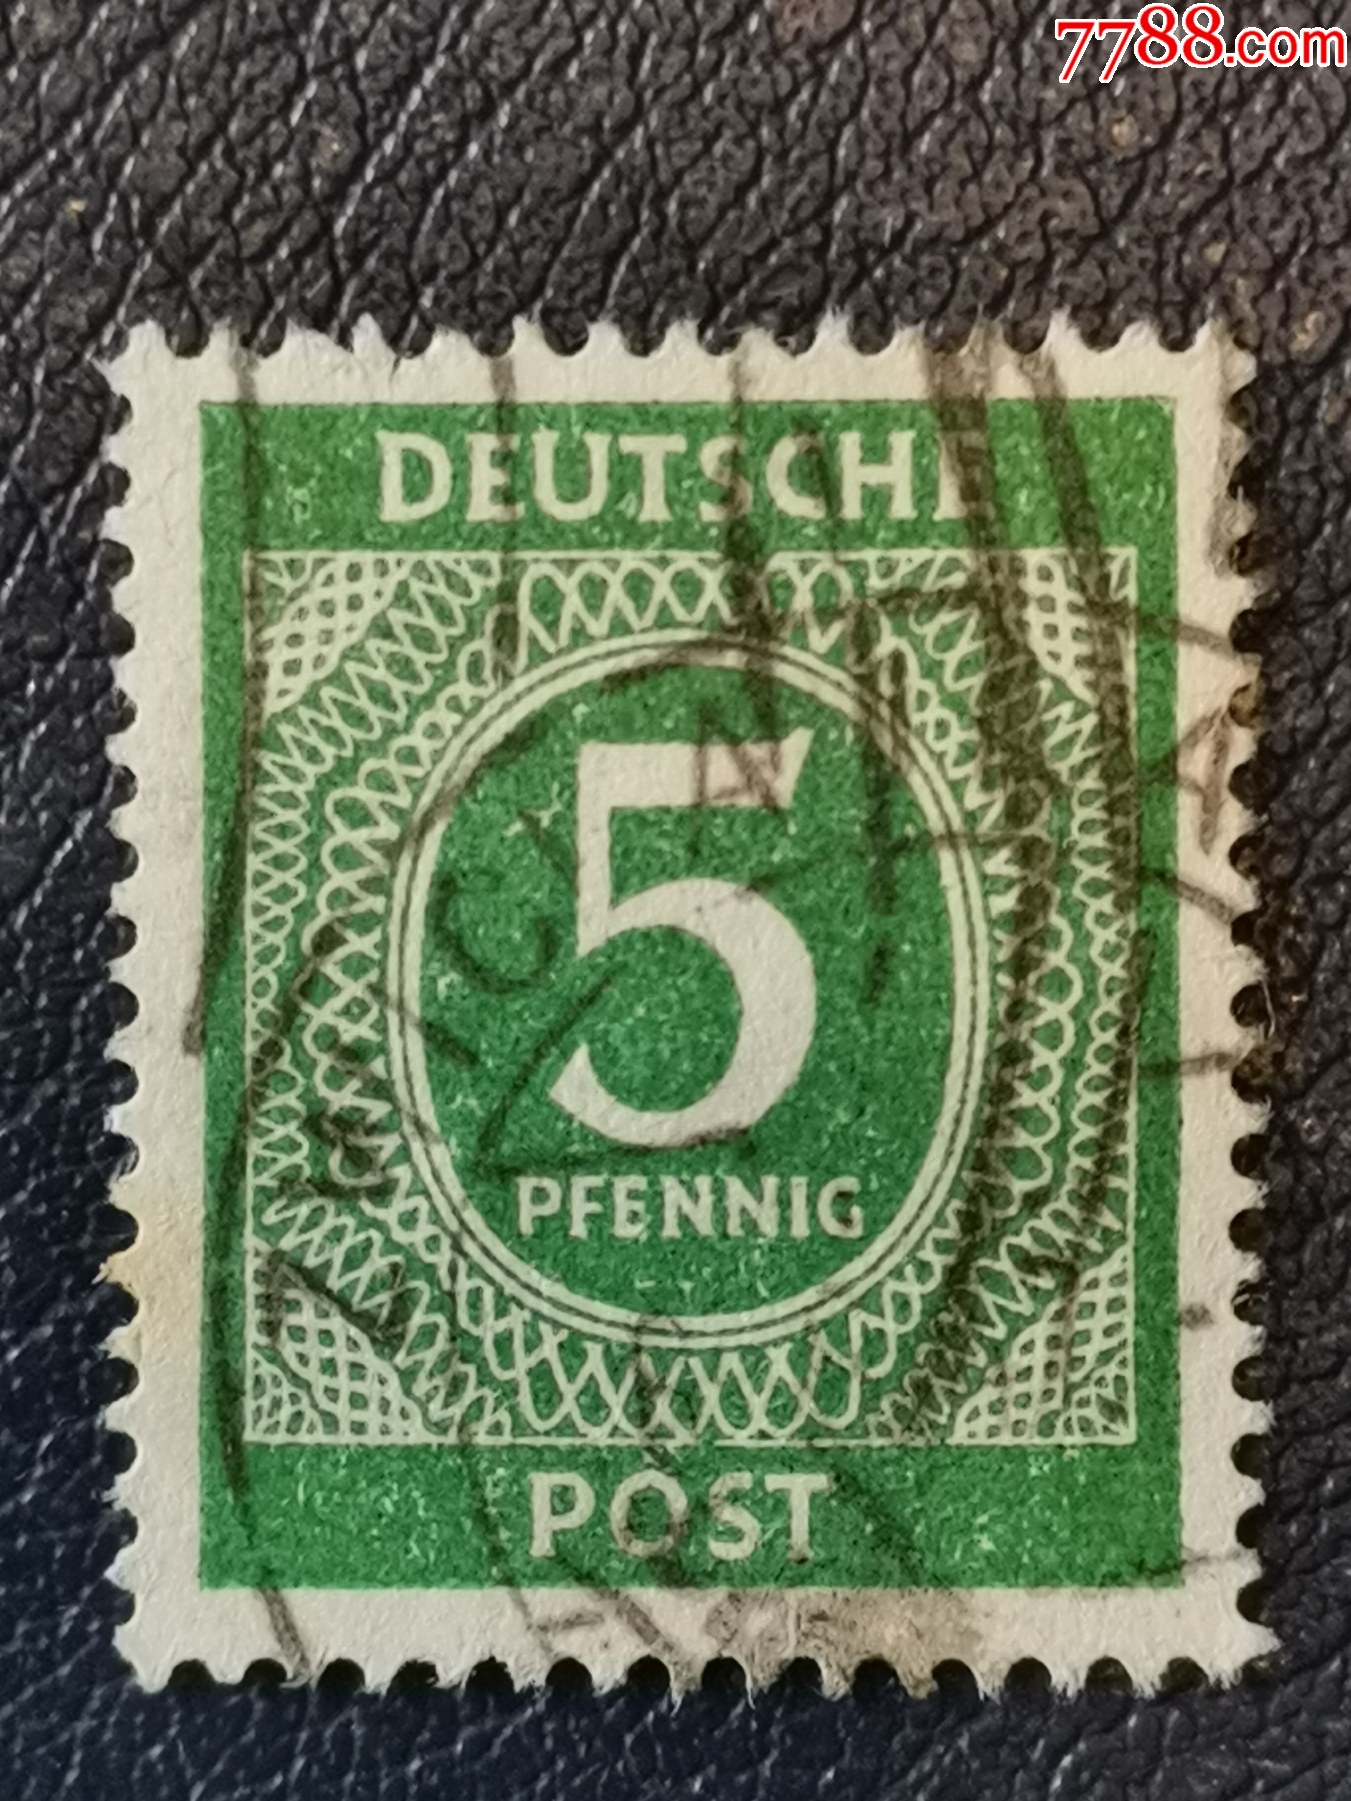 7788.com
DEUTSCHE
5
PFENNIG
POST